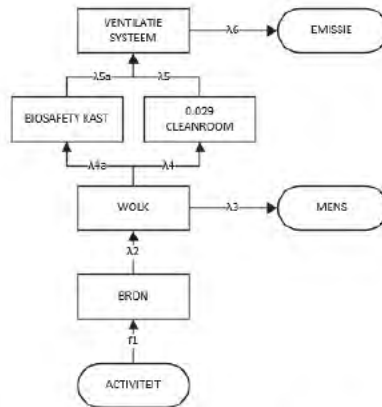 VENTILATIE
SYSTEEM
λ6
EMISSIE
λ5a
λ5
BIOSAFETY KAST
0.029
CLEANROOM
λ4a
λ4
WOLK
λ3
MENS
λ2
BRON
f1
ACTIVITEIT